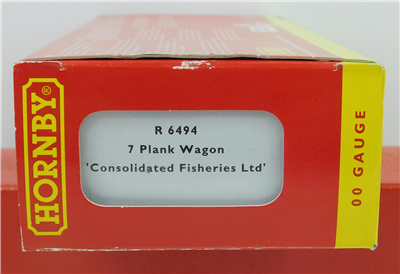 HORNBY®
R 6494
7 Plank Wagon
'Consolidated Fisheries Ltd'
00 GAUGE